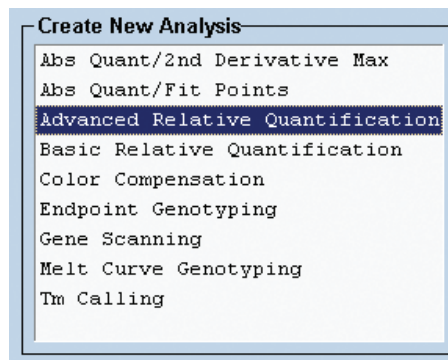 Create New Analysis
Abs Quant/2nd Derivative Max
Abs Quant/Fit Points
Advanced Relative Quantification
Basic Relative Quantification
Color Compensation
Endpoint Genotyping
Gene Scanning
Melt Curve Genotyping
Tm Calling